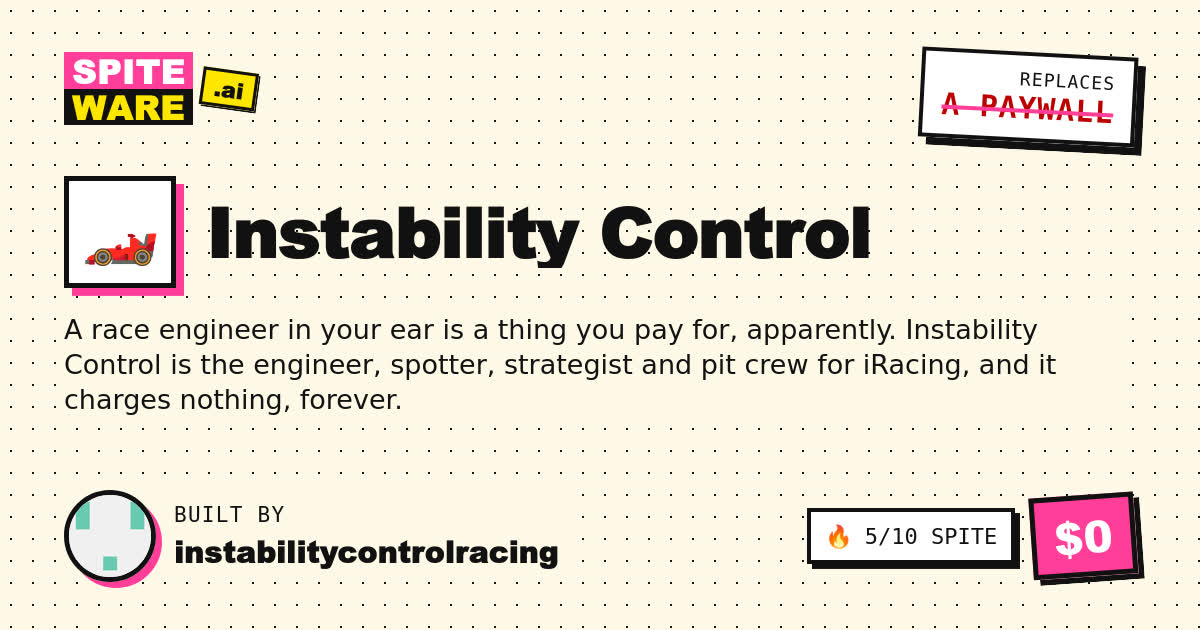 SPITE
WARE
.ai
REPLACES
A PAYWALL
Instability Control
A race engineer in your ear is a thing you pay for, apparently. Instability
Control is the engineer, spotter, strategist and pit crew for iRacing, and it
charges nothing, forever.
BUILT BY
instabilitycontrolracing
5/10 SPITE
$0